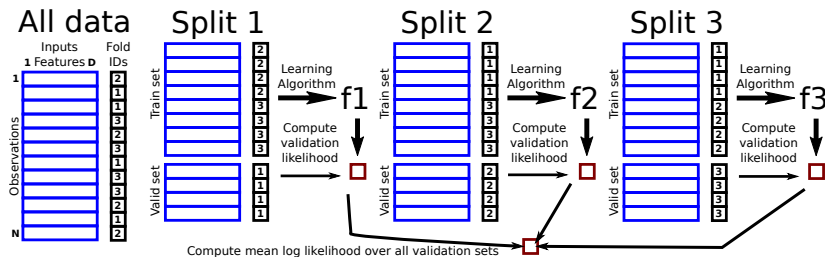 All data
Inputs
1 Features D
Fold
IDs
Observations
1
N
2
1
1
3
2
3
1
3
3
2
1
2
Split 1
Train set
2
2
2
2
3
3
3
3
Valid set
1
1
1
1
Learning
Algorithm
f1
Compute
validation
likelihood
Split 2
Train set
1
1
1
1
3
3
3
3
Valid set
2
2
2
2
Learning
Algorithm
f2
Compute
validation
likelihood
Split 3
Train set
1
1
1
1
2
2
2
2
Valid set
3
3
3
3
Learning
Algorithm
f3
Compute
validation
likelihood
Compute mean log likelihood over all validation sets